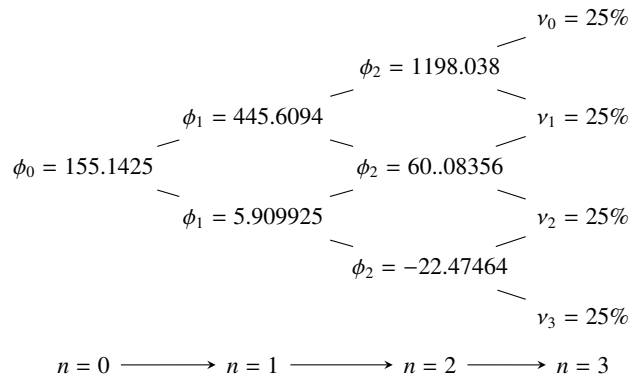 ν₀ = 25%
ϕ₂ = 1198.038
ϕ₁ = 445.6094
ν₁ = 25%
ϕ₀ = 155.1425
ϕ₂ = 60..08356
ϕ₁ = 5.909925
ν₂ = 25%
ϕ₂ = −22.47464
ν₃ = 25%
n = 0 ⟶ n = 1 ⟶ n = 2 ⟶ n = 3